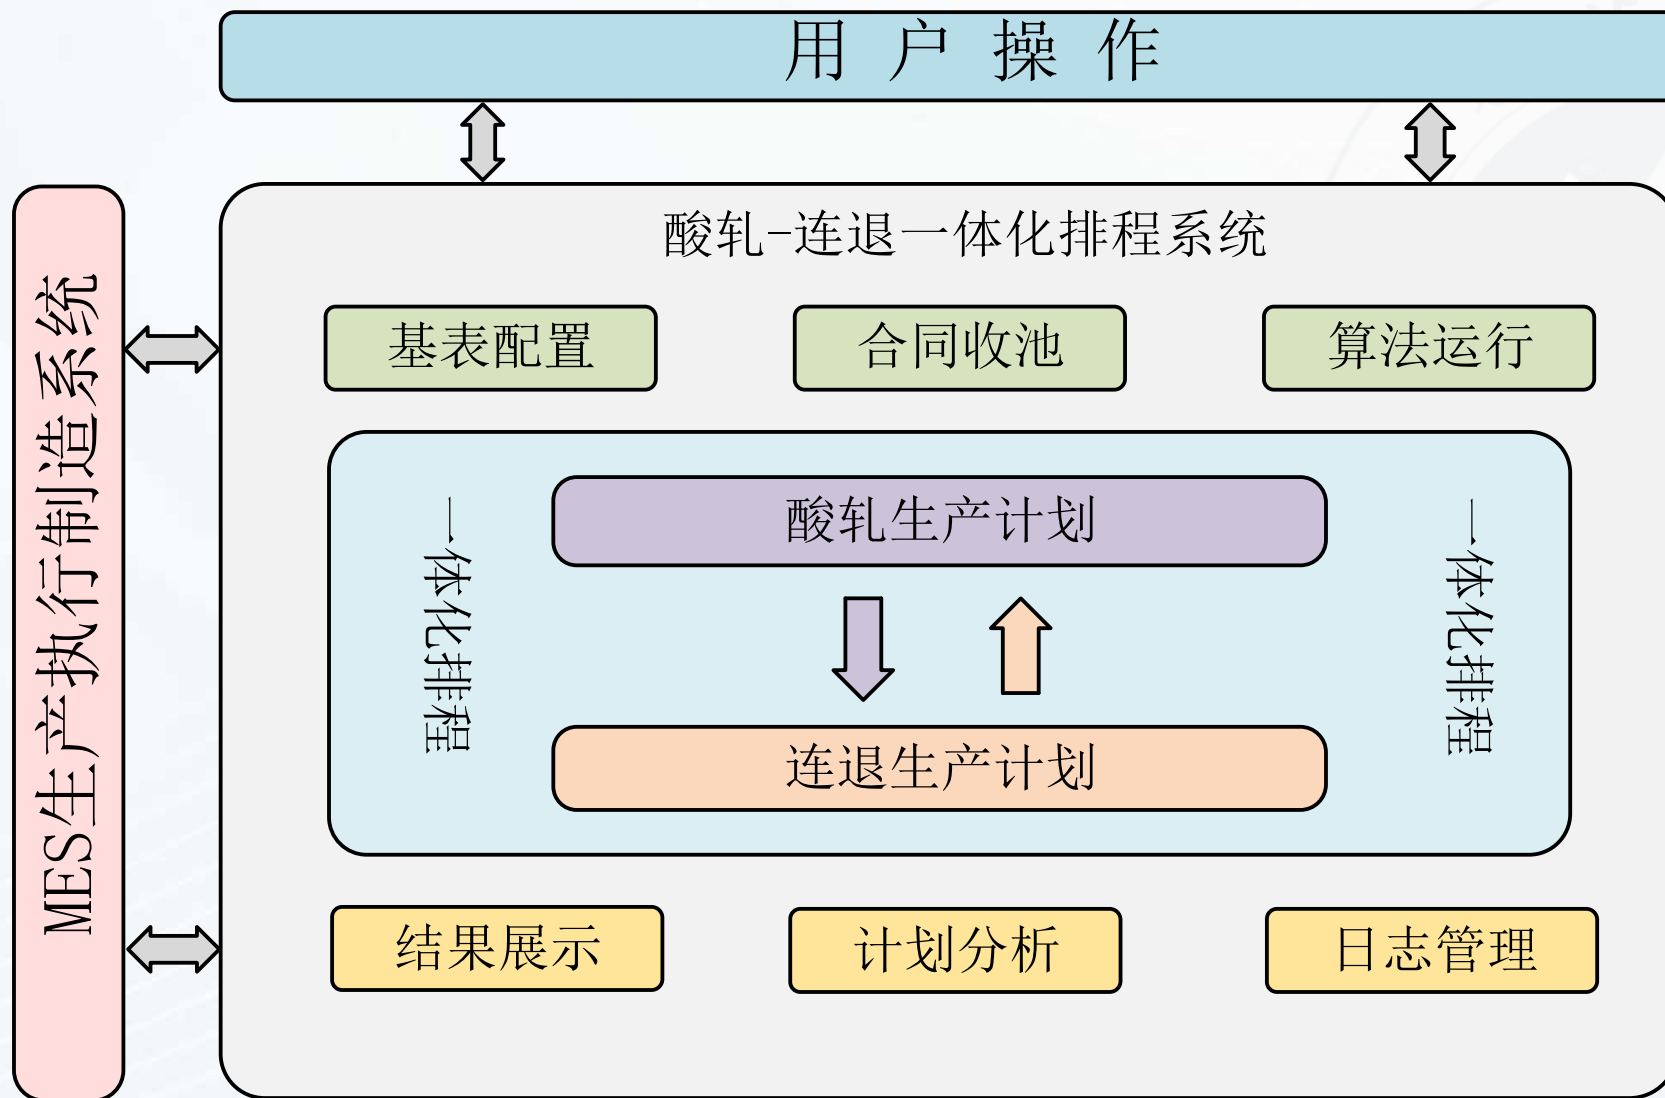 用户操作
MES生产执行制造系统
酸轧-连退一体化排程系统
基表配置
合同收池
算法运行
一体化排程
酸轧生产计划
一体化排程
连退生产计划
结果展示
计划分析
日志管理